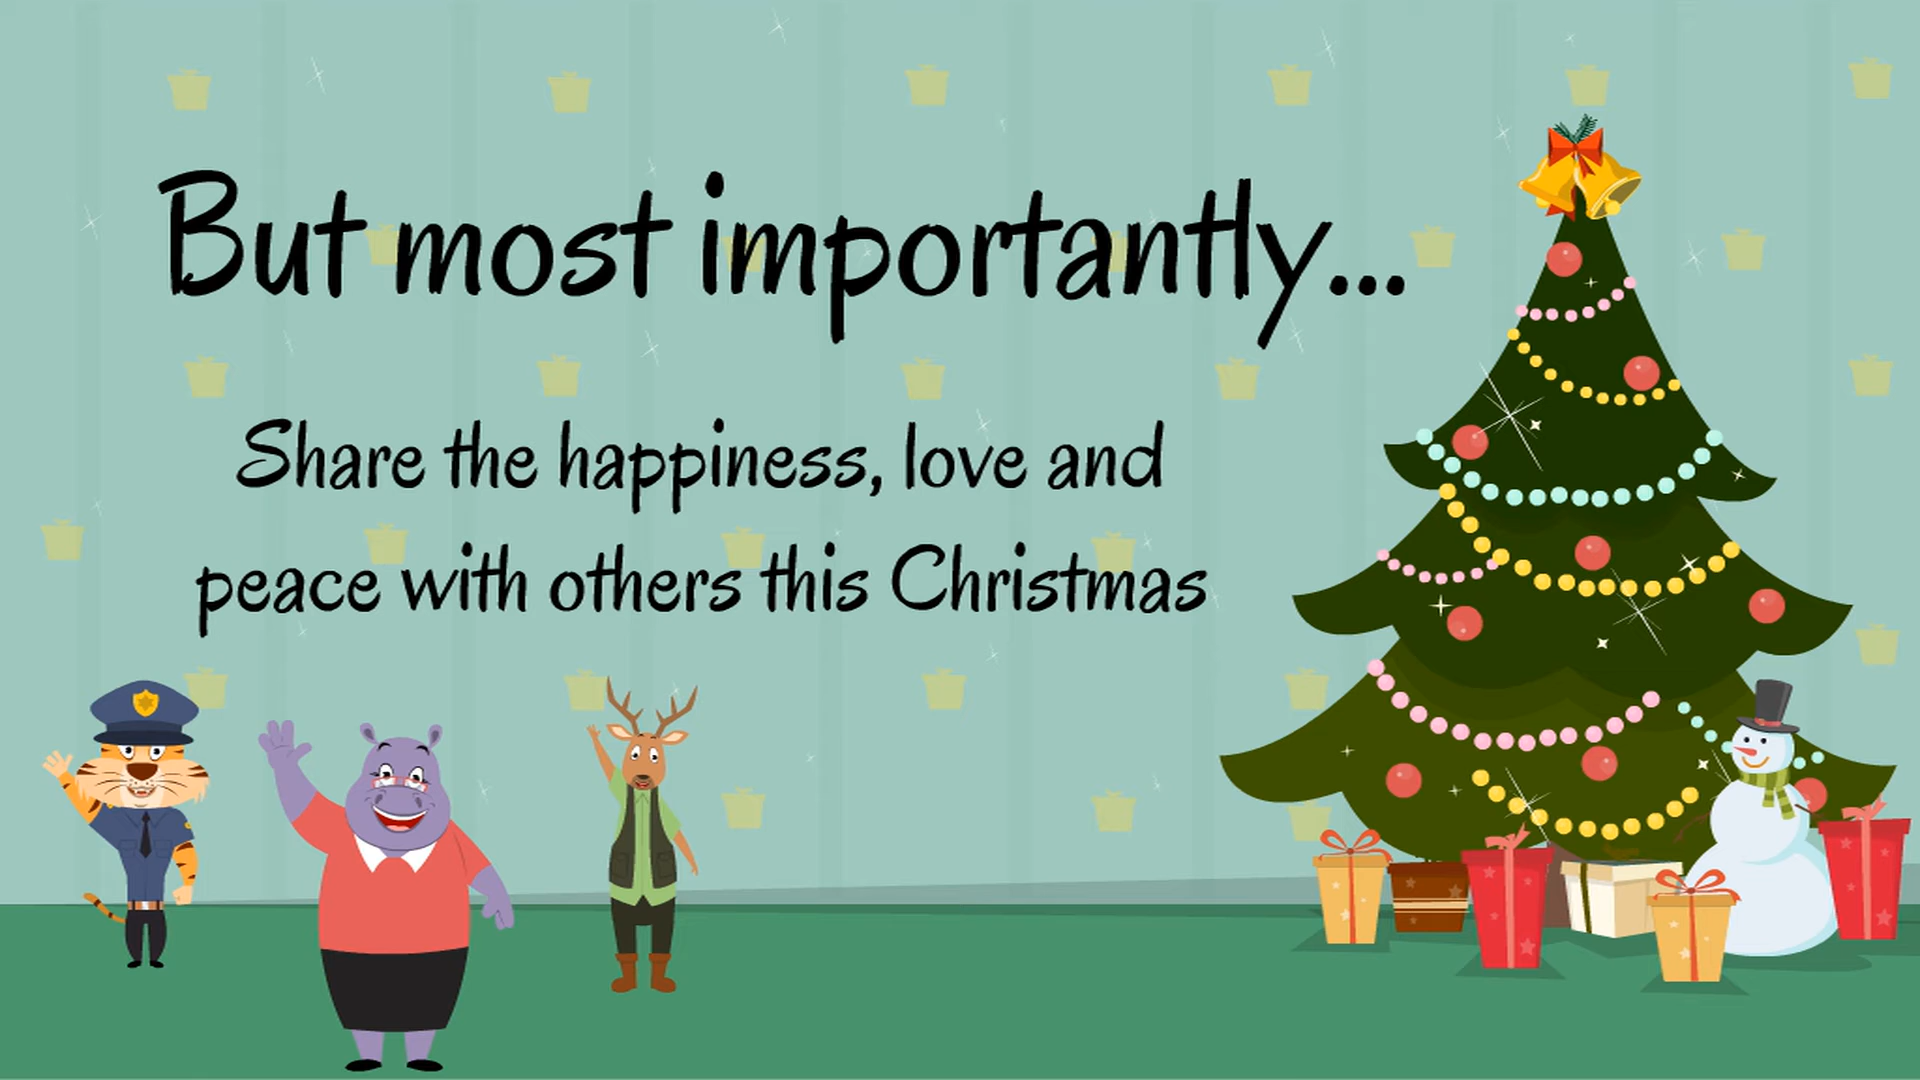 But most importantly...
Share the happiness, love and
peace with others this Christmas